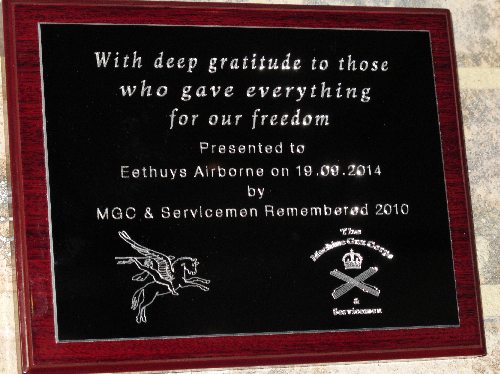 With deep gratitude to those
who gave everything
for our freedom
Presented to
Eethuys Airborne on 19.09.2014
by
MGC & Servicemen Remembered 2010
The
Machine Gun Corps
&
Servicemen